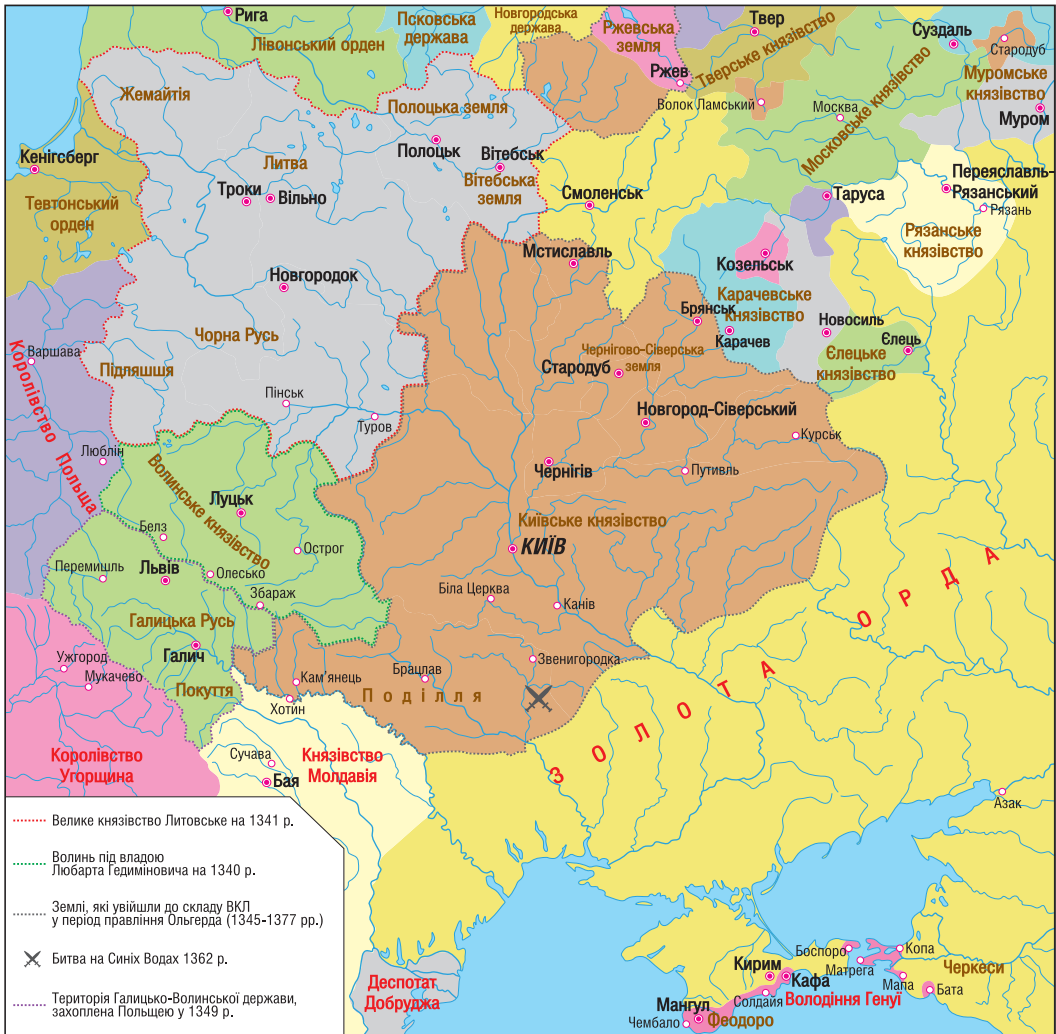 Рига
Лівонський орден
Псковська
держава
Новгородська
держава
Ржевська
земля
Ржев
Твер
Тверське князівство
Волок Ламський
Москва
Московське князівство
Суздаль
Стародуб
Муромське
князівство
Муром
Жемайтія
Полоцька земля
Полоцьк
Вітебськ
Вітебська
земля
Литва
Троки
Вільно
Кенігсберг
Тевтонський
орден
Смоленськ
Таруса
Переяславль-
Рязанський
Рязань
Рязанське
князівство
Мстиславль
Козельськ
Новгородок
Карачевське
князівство
Брянськ
Карачев
Новосиль
Єлець
Єлецьке
князівство
Чорна Русь
Варшава
Королівство Польща
Підляшшя
Пінськ
Туров
Чернігово-Сіверська
земля
Стародуб
Новгород-Сіверський
Курськ
Путивль
Чернігів
Люблін
Волинське князівство
Луцьк
Белз
Острог
Київське князівство
КИЇВ
Перемишль
Львів
Олесько
Збараж
Біла Церква
Канів
Галицька Русь
Галич
Ужгород
Мукачево
Покуття
Кам’янець
Хотин
Брацлав
Звенигородка
Поділля
ЗОЛОТА ОРДА
Королівство
Угорщина
Сучава
Бая
Князівство
Молдавія
Азак
Велике князівство Литовське на 1341 р.
Волинь під владою
Любарта Гедиміновича на 1340 р.
Землі, які увійшли до складу ВКЛ
у період правління Ольгерда (1345-1377 рр.)
Битва на Синіх Водах 1362 р.
Територія Галицько-Волинської держави,
захоплена Польщею у 1349 р.
Деспотат
Добруджа
Боспоро
Копа
Матрега
Мапа
Бата
Черкеси
Кирим
Кафа
Солдайя
Володіння Генуї
Мангул
Феодоро
Чембало